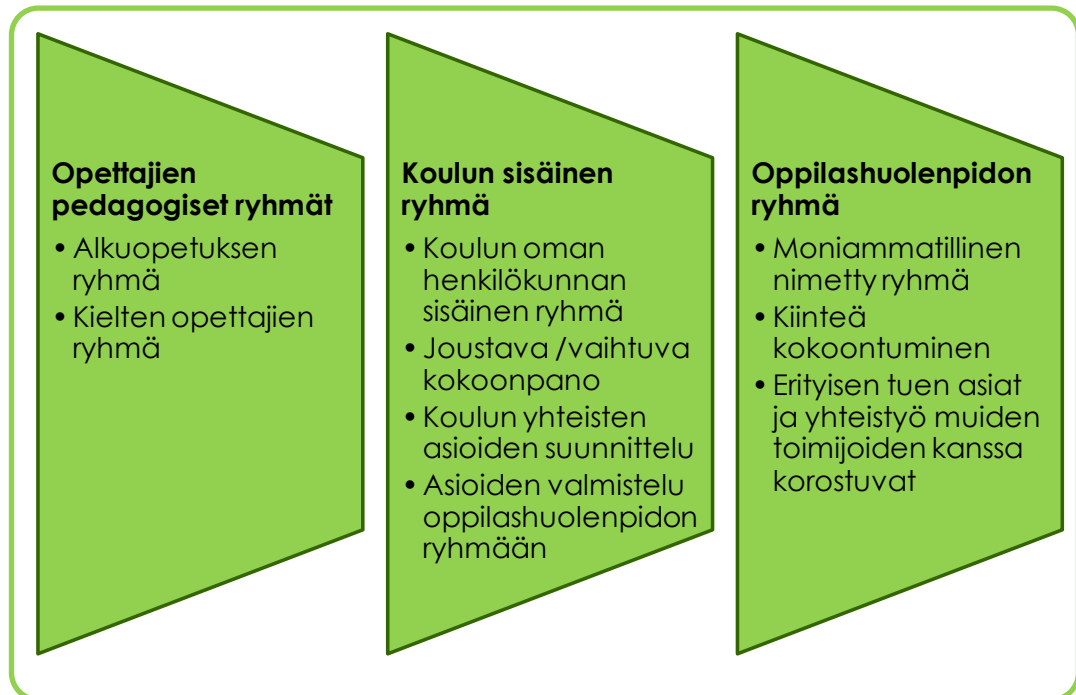 Opettajien
pedagogiset ryhmät
• Alkuopetuksen
ryhmä
• Kielten opettajien
ryhmä
Koulun sisäinen
ryhmä
• Koulun oman
henkilökunnan
sisäinen ryhmä
• Joustava /vaihtuva
kokoonpano
• Koulun yhteisten
asioiden suunnittelu
• Asioiden valmistelu
oppilashuolenpidon
ryhmään
Oppilashuolenpidon
ryhmä
• Moniammatillinen
nimetty ryhmä
• Kiinteä
kokoontuminen
• Erityisen tuen asiat
ja yhteistyö muiden
toimijoiden kanssa
korostuvat